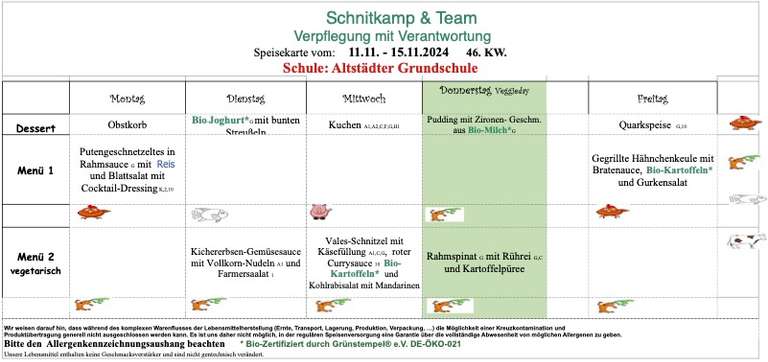 Schnitkamp & Team
Verpflegung mit Verantwortung
Speisekarte vom: 11.11. - 15.11.2024 46. KW.
Schule: Altstädter Grundschule
Montag
Dienstag
Mittwoch
Donnerstag Veggieday
Freitag
Dessert
Obstkorb
Bio-Joghurt*G mit bunten
Streußeln
Kuchen A1,A2,C,F,G,H1
Pudding mit Zironen- Geschm.
aus Bio-Milch*G
Quarkspeise G,10
Menü 1
Putengeschnetzeltes in
Rahmsauce G mit Reis
und Blattsalat mit
Cocktail-Dressing K,2,10
Gegrillte Hähnchenkeule mit
Bratenauce, Bio-Kartoffeln*
und Gurkensalat
Menü 2
vegetarisch
Kichererbsen-Gemüsesauce
mit Vollkorn-Nudeln A1 und
Farmersaalat
Vales-Schnitzel mit
Käsefüllung A1,C,G, roter
Currysauce Bio-
Kartoffeln* und
Kohlrabisalat mit Mandarinen
Rahmspinat G mit Rührei G,C
und Kartoffelpüree
Wir weisen darauf hin, dass während des komplexen Warenflusses der Lebensmittelherstellung (Ernte, Transport, Lagerung, Produktion, Verpackung, ...) die Möglichkeit einer Kreuzkontamination und
Produktübertragung generell nicht ausgeschlossen werden kann. Es ist uns daher nicht möglich, in der regulären Speisenversorgung eine Garantie über die vollständige Abwesenheit von möglichen Allergenen zu geben.
Bitte den Allergenkennzeichnungsaushang beachten * Bio-Zertifiziert durch Grünstempel® e.V. DE-ÖKO-021
Unsere Lebensmittel enthalten keine Geschmacksverstärker und sind nicht gentechnisch verändert.